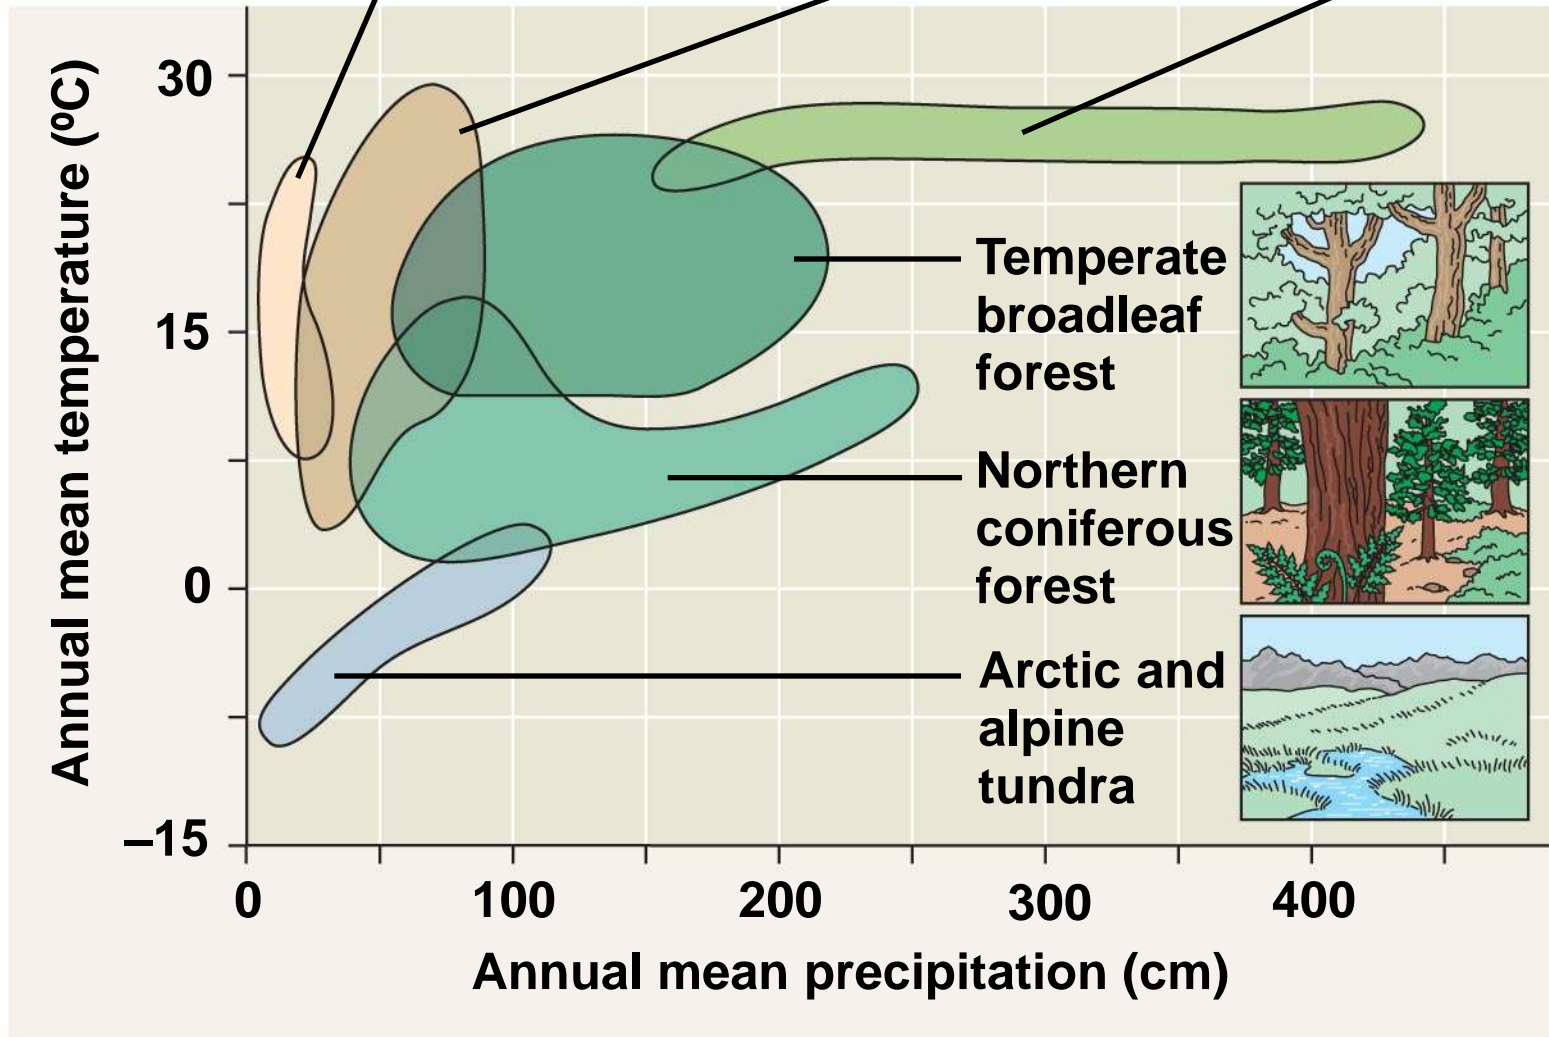 Annual mean temperature (ºC)
30
15
0
–15
Temperate
broadleaf
forest
Northern
coniferous
forest
Arctic and
alpine
tundra
0 100 200 300 400
Annual mean precipitation (cm)